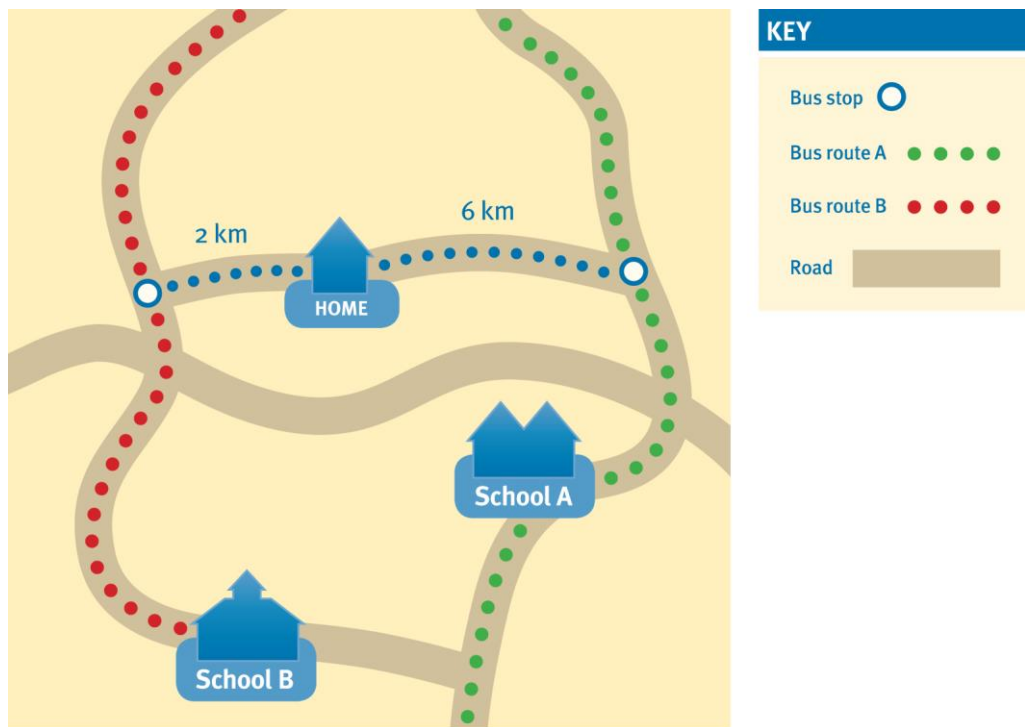 2 km
6 km
HOME
School A
School B
KEY
Bus stop
Bus route A
Bus route B
Road